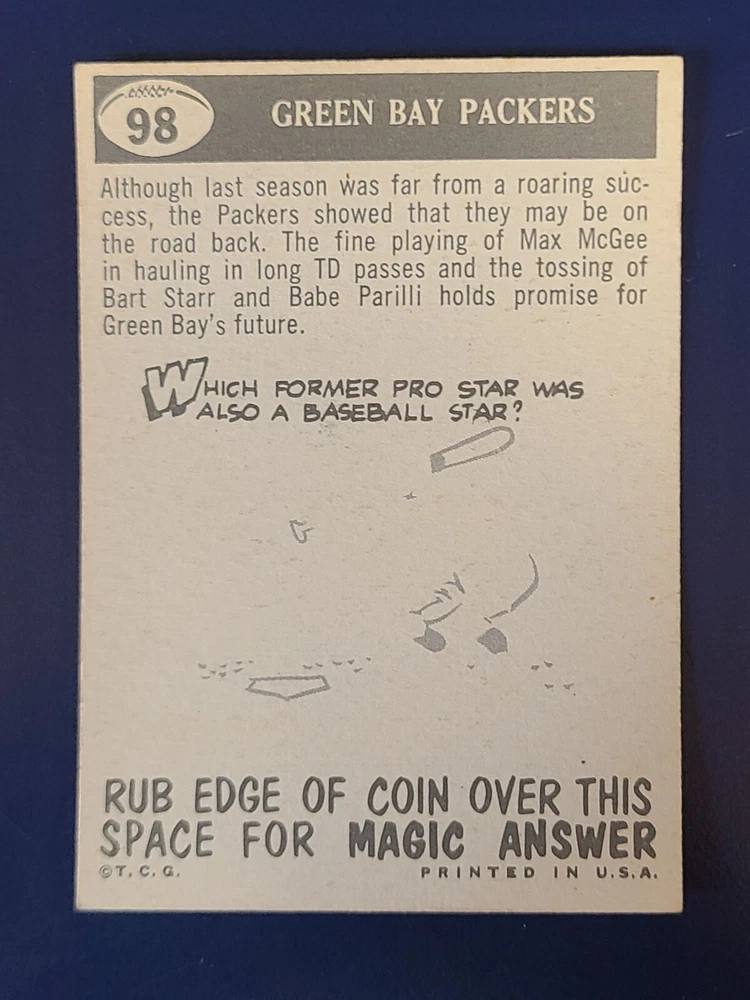 98
GREEN BAY PACKERS
Although last season was far from a roaring suc-
cess, the Packers showed that they may be on
the road back. The fine playing of Max McGee
in hauling in long TD passes and the tossing of
Bart Starr and Babe Parilli holds promise for
Green Bay's future.
WHICH FORMER PRO STAR WAS
ALSO A BASEBALL STAR?
RUB EDGE OF COIN OVER THIS
SPACE FOR MAGIC ANSWER
©T.C.G.
PRINTED IN U.S.A.